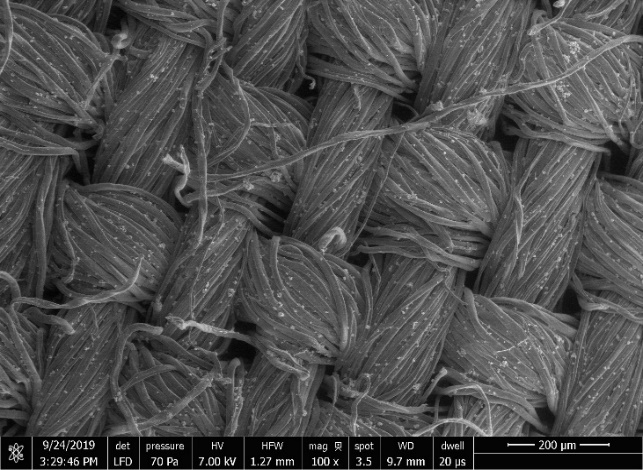 9/24/2019 det pressure HV HFW mag spot WD dwell 200 µm
3:29:46 PM LFD 70 Pa 7.00 kV 1.27 mm 100 x 3.5 9.7 mm 20 µs